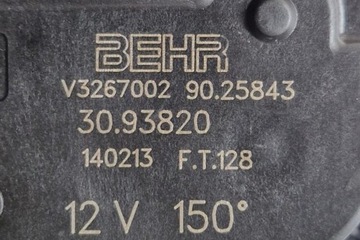 BEHR
V3267002 90.25843
30.93820
140213 F.T.128
12 V 150°